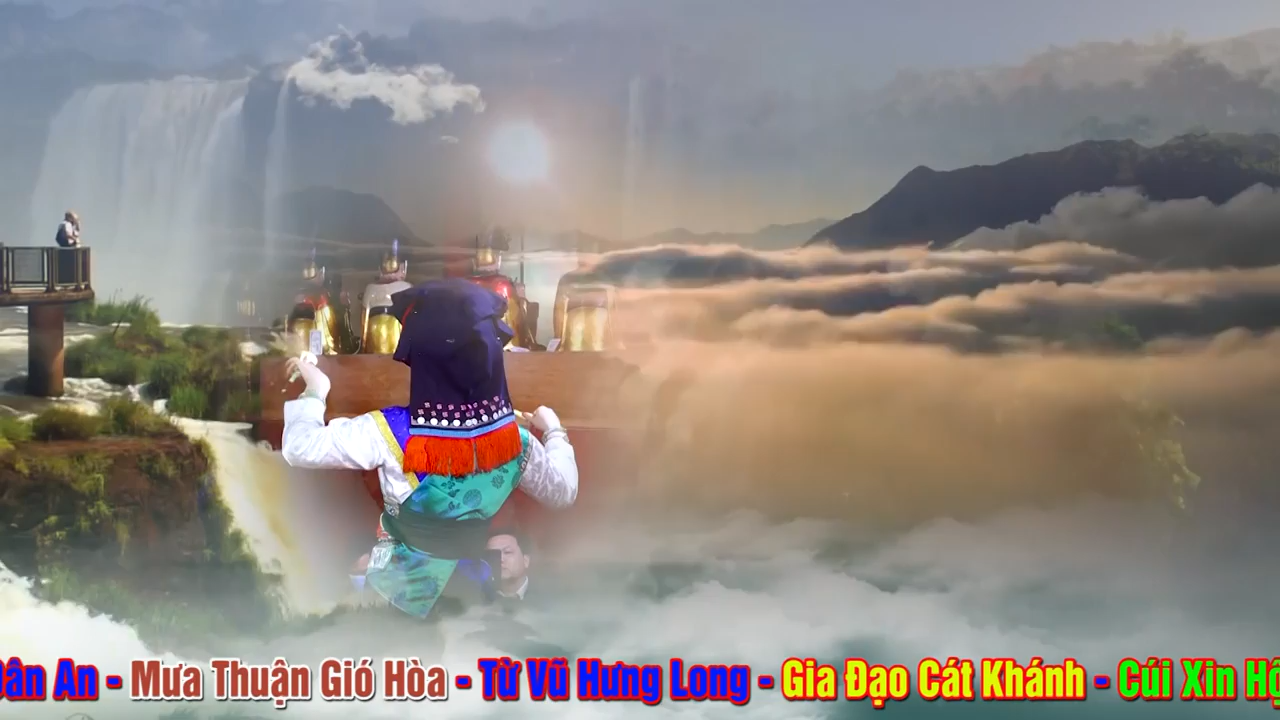 Dân An - Mưa Thuận Gió Hòa - Từ Vũ Hưng Long - Gia Đạo Cát Khánh - Cúi Xin